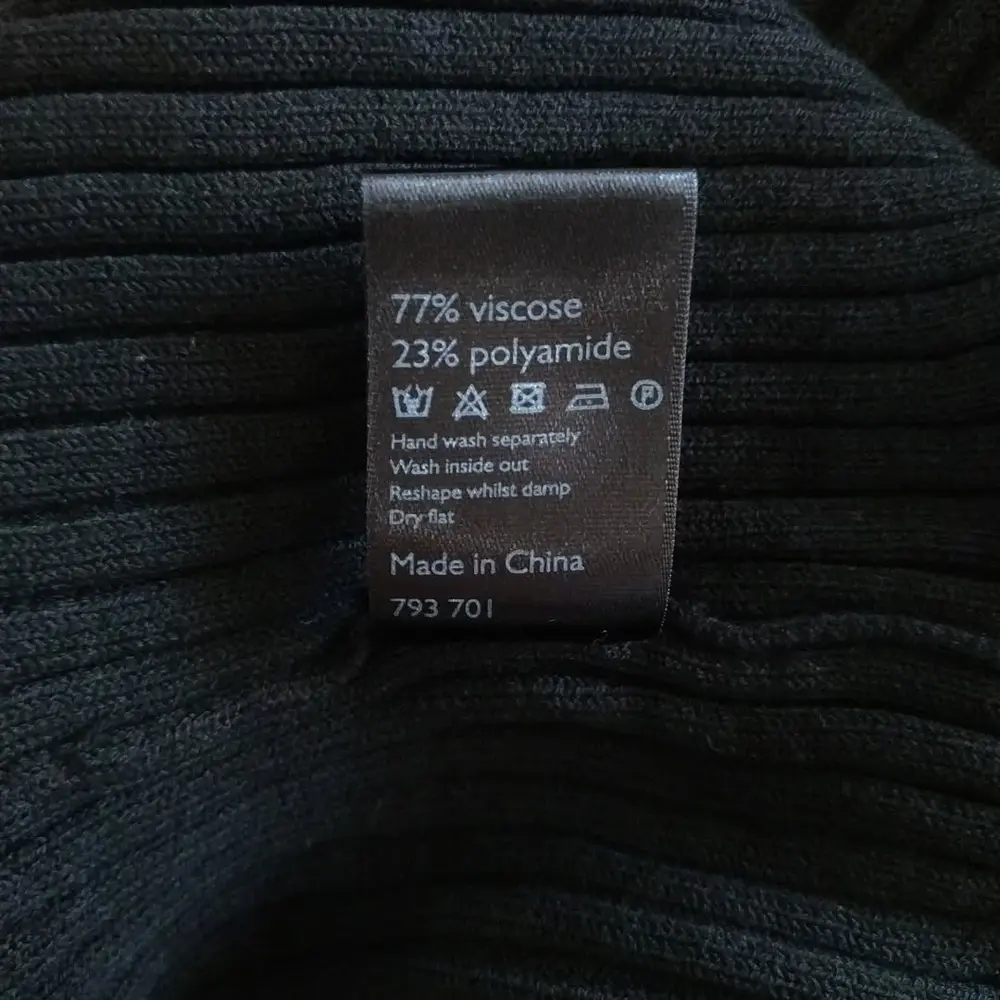 77% viscose
23% polyamide
P
Hand wash separately
Wash inside out
Reshape whilst damp
Dry flat
Made in China
793 701